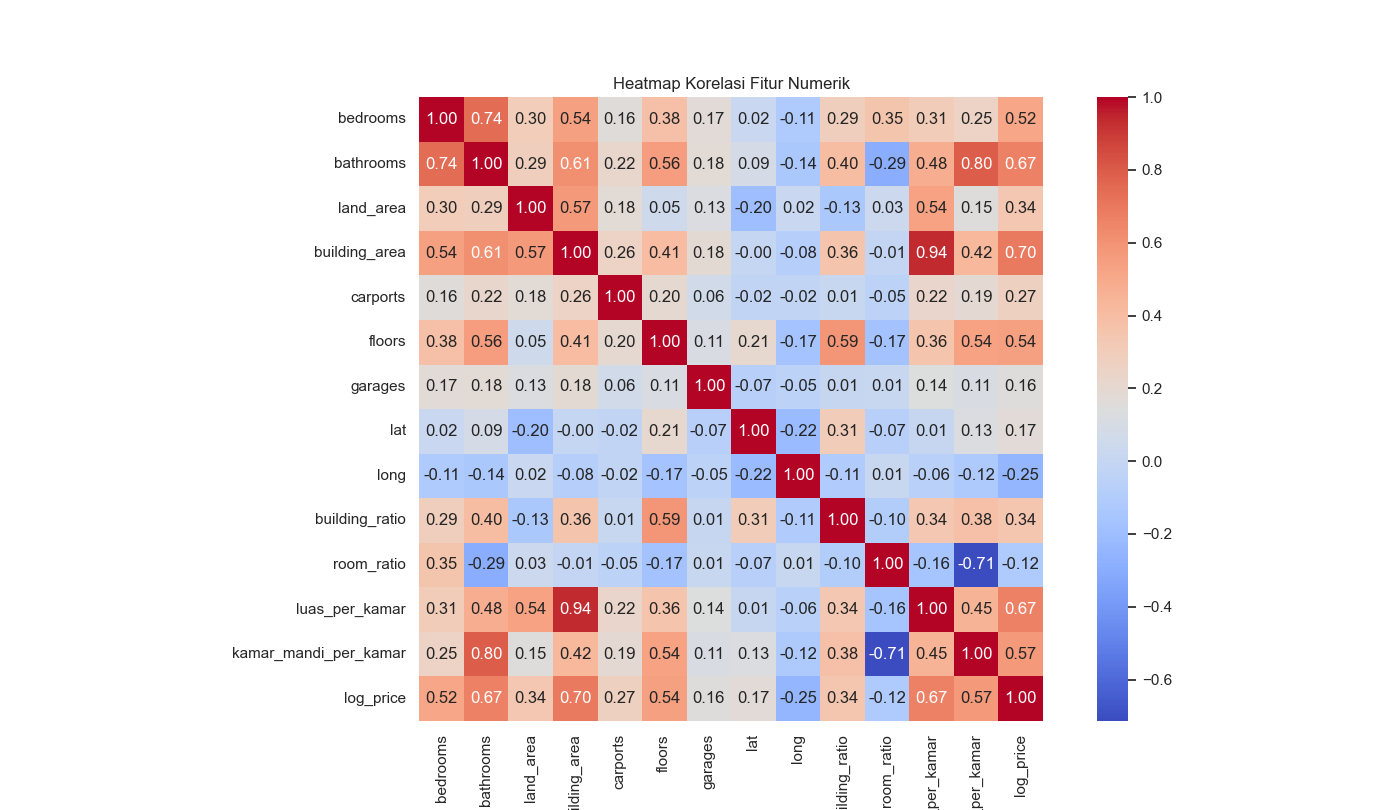 Heatmap Korelasi Fitur Numerik
bedrooms 1.00 0.74 0.30 0.54 0.16 0.38 0.17 0.02 -0.11 0.29 0.35 0.31 0.25 0.52
bathrooms 0.74 1.00 0.29 0.61 0.22 0.56 0.18 0.09 -0.14 0.40 -0.29 0.48 0.80 0.67
land_area 0.30 0.29 1.00 0.57 0.18 0.05 0.13 -0.20 0.02 -0.13 0.03 0.54 0.15 0.34
building_area 0.54 0.61 0.57 1.00 0.26 0.41 0.18 -0.00 -0.08 0.36 -0.01 0.94 0.42 0.70
carports 0.16 0.22 0.18 0.26 1.00 0.20 0.06 -0.02 -0.02 0.01 -0.05 0.22 0.19 0.27
floors 0.38 0.56 0.05 0.41 0.20 1.00 0.11 0.21 -0.17 0.59 -0.17 0.36 0.54 0.54
garages 0.17 0.18 0.13 0.18 0.06 0.11 1.00 -0.07 -0.05 0.01 0.01 0.14 0.11 0.16
lat 0.02 0.09 -0.20 -0.00 -0.02 0.21 -0.07 1.00 -0.22 0.31 -0.07 0.01 0.13 0.17
long -0.11 -0.14 0.02 -0.08 -0.02 -0.17 -0.05 -0.22 1.00 -0.11 0.01 -0.06 -0.12 -0.25
building_ratio 0.29 0.40 -0.13 0.36 0.01 0.59 0.01 0.31 -0.11 1.00 -0.10 0.34 0.38 0.34
room_ratio 0.35 -0.29 0.03 -0.01 -0.05 -0.17 0.01 -0.07 0.01 -0.10 1.00 -0.16 -0.71 -0.12
luas_per_kamar 0.31 0.48 0.54 0.94 0.22 0.36 0.14 0.01 -0.06 0.34 -0.16 1.00 0.45 0.67
kamar_mandi_per_kamar 0.25 0.80 0.15 0.42 0.19 0.54 0.11 0.13 -0.12 0.38 -0.71 0.45 1.00 0.57
log_price 0.52 0.67 0.34 0.70 0.27 0.54 0.16 0.17 -0.25 0.34 -0.12 0.67 0.57 1.00
bedrooms
bathrooms
land_area
ilding_area
carports
floors
garages
lat
long
ilding_ratio
room_ratio
_per_kamar
_per_kamar
log_price
1.0
0.8
0.6
0.4
0.2
0.0
−0.2
−0.4
−0.6